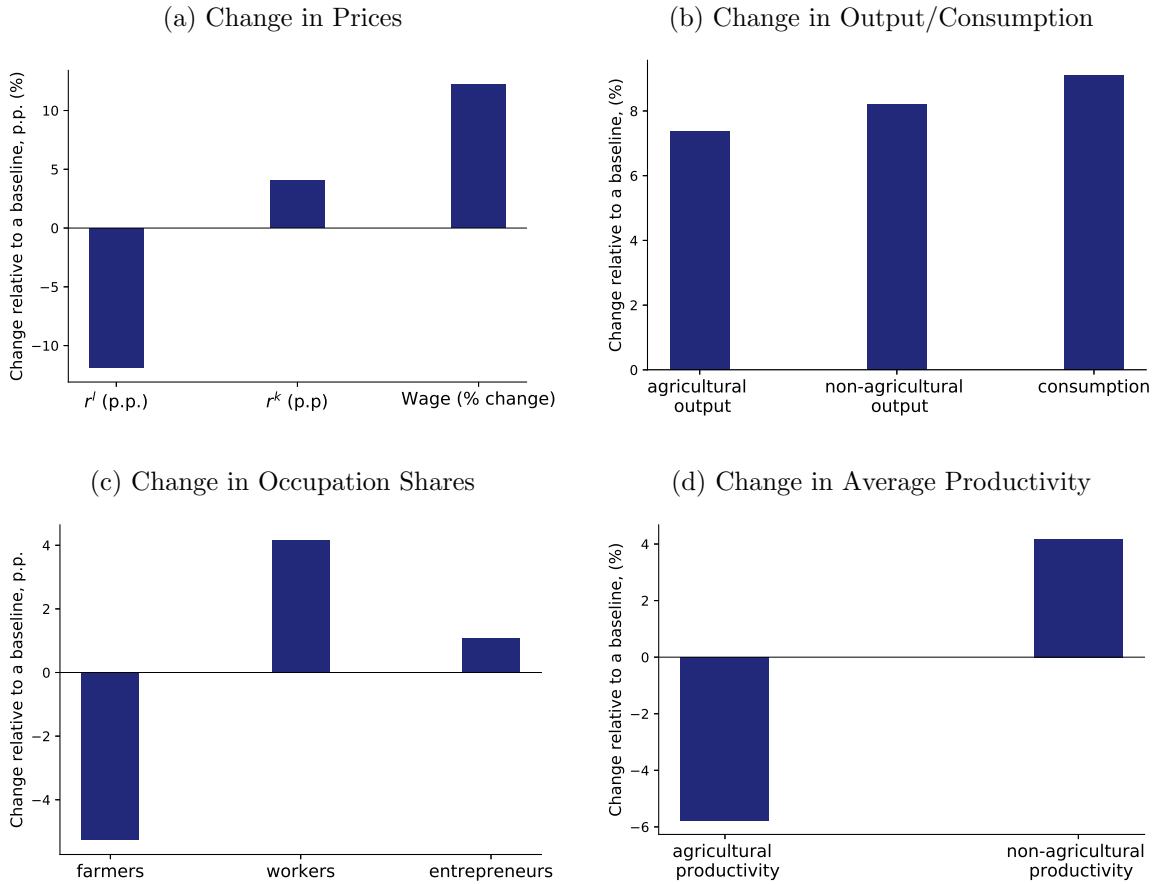 (a) Change in Prices
Change relative to a baseline, p.p. (%)
10
5
0
−5
−10
r^l (p.p.)
r^k (p.p)
Wage (% change)
(b) Change in Output/Consumption
Change relative to a baseline, (%)
8
6
4
2
0
agricultural
output
non-agricultural
output
consumption
(c) Change in Occupation Shares
Change relative to a baseline, p.p.
4
2
0
−2
−4
farmers
workers
entrepreneurs
(d) Change in Average Productivity
Change relative to a baseline, (%)
4
2
0
−2
−4
−6
agricultural
productivity
non-agricultural
productivity